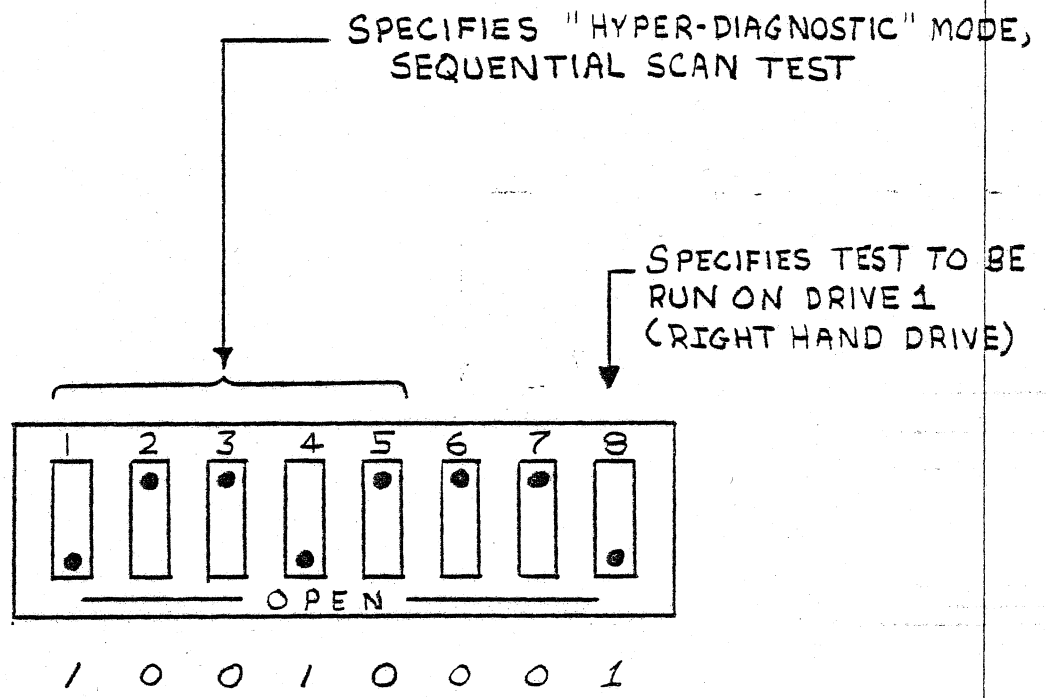 SPECIFIES "HYPER-DIAGNOSTIC" MODE,
SEQUENTIAL SCAN TEST
SPECIFIES TEST TO BE
RUN ON DRIVE 1
(RIGHT HAND DRIVE)
1 2 3 4 5 6 7 8
OPEN
1 0 0 1 0 0 0 1